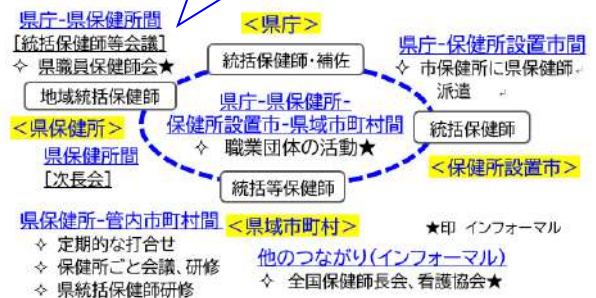 県庁-県保健所間
[統括保健師等会議]
✧ 県職員保健師会★
<県庁>
統括保健師・補佐
県庁-保健所設置市間
✧ 市保健所に県保健師
派遣
地域統括保健師
<県保健所>
県庁-県保健所-
保健所設置市-県域市町村間
✧ 職業団体の活動★
統括保健師
<保健所設置市>
県保健所間
[次長会]
統括等保健師
<県域市町村>
県保健所-管内市町村間
✧ 定期的な打合せ
✧ 保健所ごと会議、研修
✧ 県統括保健師研修
★印 インフォーマル
他のつながり(インフォーマル)
✧ 全国保健師長会、看護協会★